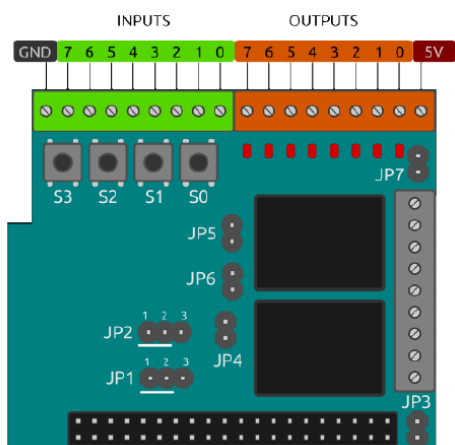 INPUTS OUTPUTS
GND 7 6 5 4 3 2 1 0 7 6 5 4 3 2 1 0 5V
S3 S2 S1 S0
JP7
JP5
JP6
1 2 3
JP2
JP4
1 2 3
JP1
JP3